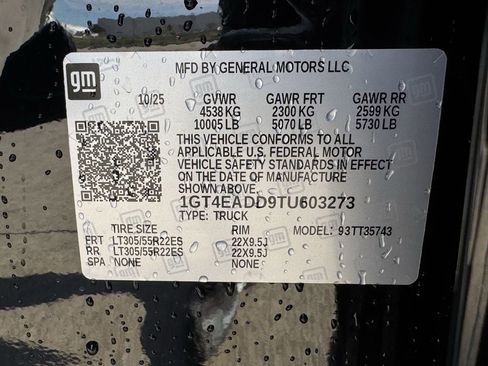 gm
MFD BY GENERAL MOTORS LLC
10/25 GVWR GAWR FRT GAWR RR
4538 KG 2300 KG 2599 KG
10005 LB 5070 LB 5730 LB
THIS VEHICLE CONFORMS TO ALL
APPLICABLE U.S. FEDERAL MOTOR
VEHICLE SAFETY STANDARDS IN EFFECT
ON THE DATE OF MANUFACTURE
SHOWN ABOVE.
1GT4EADD9TU603273
TYPE: TRUCK
TIRE SIZE RIM MODEL: 93TT35743
FRT LT305/55R22ES 22X9.5J
RR LT305/55R22ES 22X9.5J
SPA NONE NONE